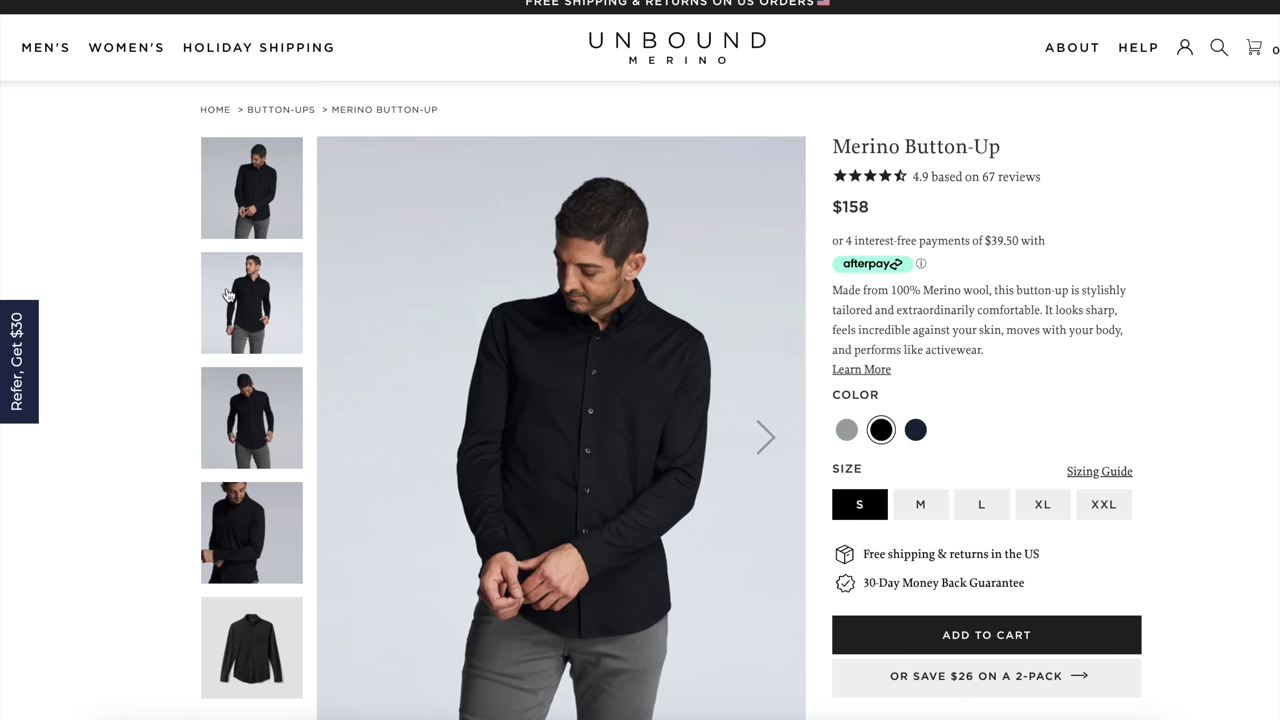 FREE SHIPPING & RETURNS ON US ORDERS
MEN'S WOMEN'S HOLIDAY SHIPPING
UNBOUND
MERINO
ABOUT HELP 0
HOME > BUTTON-UPS > MERINO BUTTON-UP
Refer, Get $30
Merino Button-Up
4.9 based on 67 reviews
$158
or 4 interest-free payments of $39.50 with
afterpay
Made from 100% Merino wool, this button-up is stylishly
tailored and extraordinarily comfortable. It looks sharp,
feels incredible against your skin, moves with your body,
and performs like activewear.
Learn More
COLOR
SIZE Sizing Guide
S M L XL XXL
Free shipping & returns in the US
30-Day Money Back Guarantee
ADD TO CART
OR SAVE $26 ON A 2-PACK